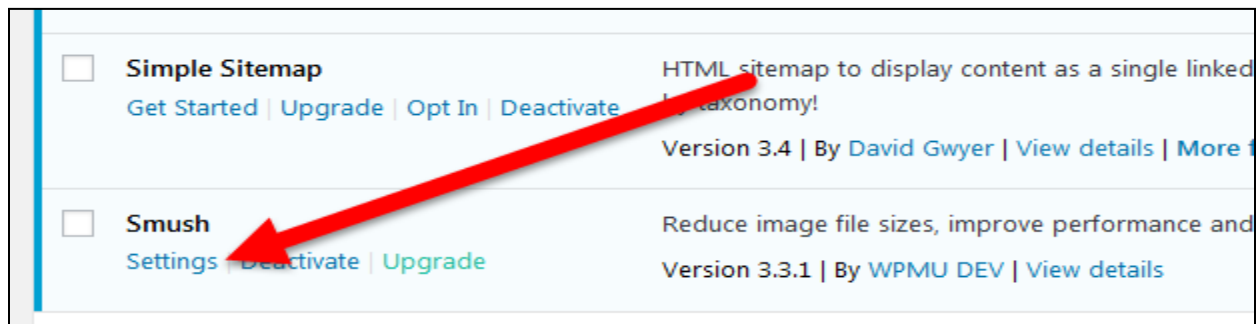 Simple Sitemap
Get Started | Upgrade | Opt In | Deactivate
HTML sitemap to display content as a single linked
by taxonomy!
Version 3.4 | By David Gwyer | View details | More
Smush
Settings | Deactivate | Upgrade
Reduce image file sizes, improve performance and
Version 3.3.1 | By WPMU DEV | View details